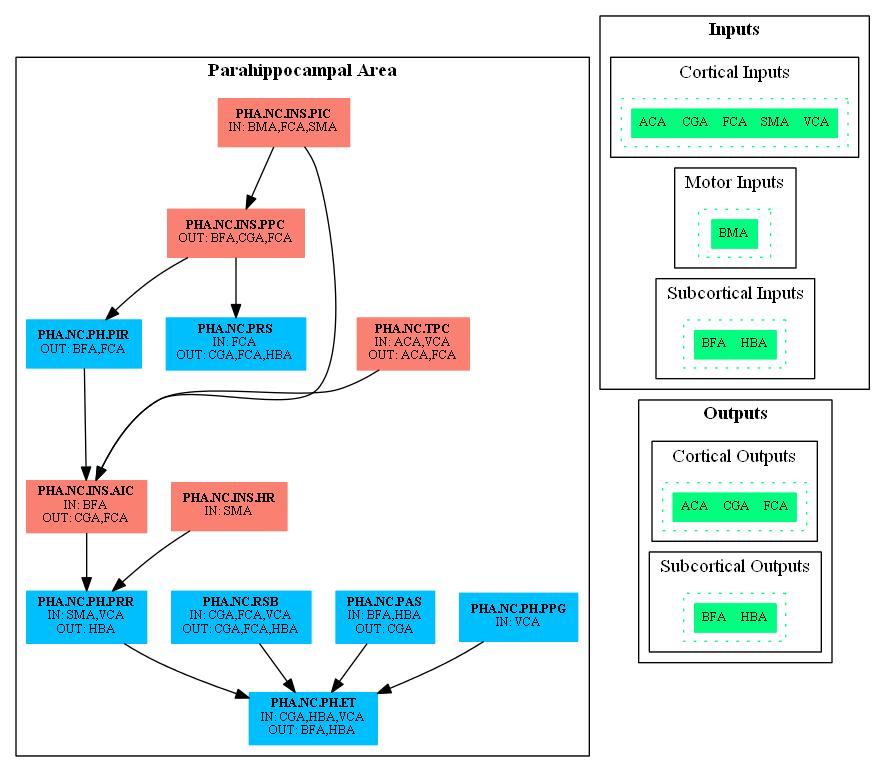 Parahippocampal Area
PHA.NC.INS.PIC
IN: BMA,FCA,SMA
PHA.NC.INS.PPC
OUT: BFA,CGA,FCA
PHA.NC.PH.PIR
OUT: BFA,FCA
PHA.NC.PRS
IN: FCA
OUT: CGA,FCA,HBA
PHA.NC.TPC
IN: ACA,VCA
OUT: ACA,FCA
PHA.NC.INS.AIC
IN: BFA
OUT: CGA,FCA
PHA.NC.INS.HR
IN: SMA
PHA.NC.PH.PRR
IN: SMA,VCA
OUT: HBA
PHA.NC.RSB
IN: CGA,FCA,VCA
OUT: CGA,FCA,HBA
PHA.NC.PAS
IN: BFA,HBA
OUT: CGA
PHA.NC.PH.PPG
IN: VCA
PHA.NC.PH.ET
IN: CGA,HBA,VCA
OUT: BFA,HBA
Inputs
Cortical Inputs
ACA CGA FCA SMA VCA
Motor Inputs
BMA
Subcortical Inputs
BFA HBA
Outputs
Cortical Outputs
ACA CGA FCA
Subcortical Outputs
BFA HBA